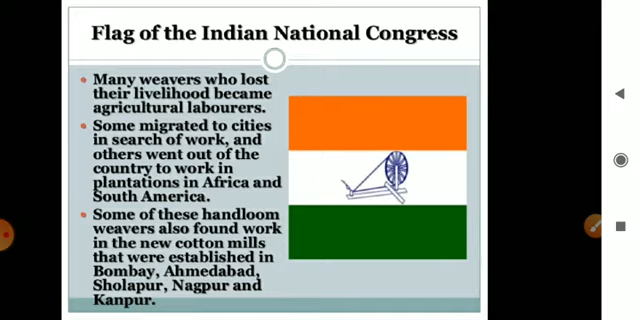 Flag of the Indian National Congress
Many weavers who lost
their livelihood became
agricultural labourers.
Some migrated to cities
in search of work, and
others went out of the
country to work in
plantations in Africa and
South America.
Some of these handloom
weavers also found work
in the new cotton mills
that were established in
Bombay, Ahmedabad,
Sholapur, Nagpur and
Kanpur.